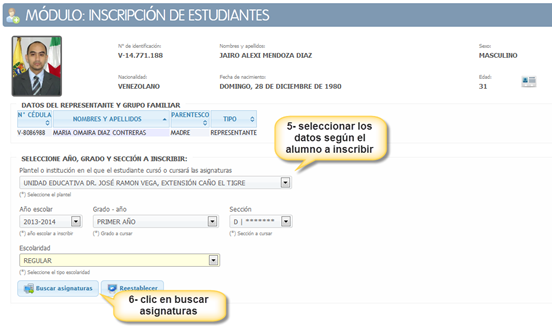 MÓDULO: INSCRIPCIÓN DE ESTUDIANTES
N° de identificación: Nombres y apellidos: Sexo:
V-14.771.188 JAIRO ALEXI MENDOZA DIAZ MASCULINO
Nacionalidad: Fecha de nacimiento: Edad:
VENEZOLANO DOMINGO, 28 DE DICIEMBRE DE 1980 31
DATOS DEL REPRESENTANTE Y GRUPO FAMILIAR
N° CÉDULA NOMBRES Y APELLIDOS PARENTESCO TIPO
V-8086988 MARIA OMAIRA DIAZ CONTRERAS MADRE REPRESENTANTE
5- seleccionar los
datos según el
alumno a inscribir
SELECCIONE AÑO, GRADO Y SECCIÓN A INSCRIBIR:
Plantel o institución en el que el estudiante cursó o cursará las asignaturas
UNIDAD EDUCATIVA DR. JOSÉ RAMON VEGA, EXTENSIÓN CAÑO EL TIGRE
(*) Seleccione el plantel
Año escolar Grado - año Sección
2013-2014 PRIMER AÑO D | *******
(*) año escolar a inscribir (*) Grado a cursar (*) Sección a cursar
Escolaridad
REGULAR
(*) Seleccione el tipo escolaridad
Buscar asignaturas Reestablecer
6- clic en buscar
asignaturas